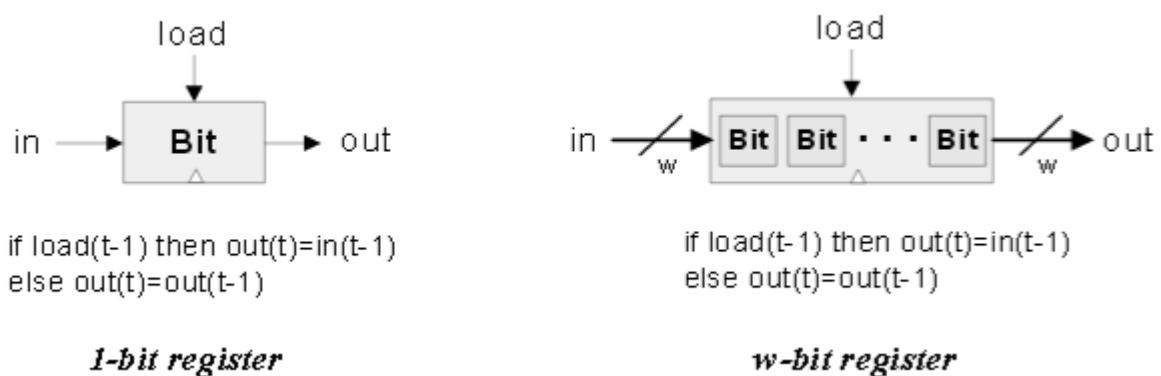 load
in
Bit
out
if load(t-1) then out(t)=in(t-1)
else out(t)=out(t-1)
1-bit register
load
in
w
Bit Bit · · · Bit
w
out
if load(t-1) then out(t)=in(t-1)
else out(t)=out(t-1)
w-bit register